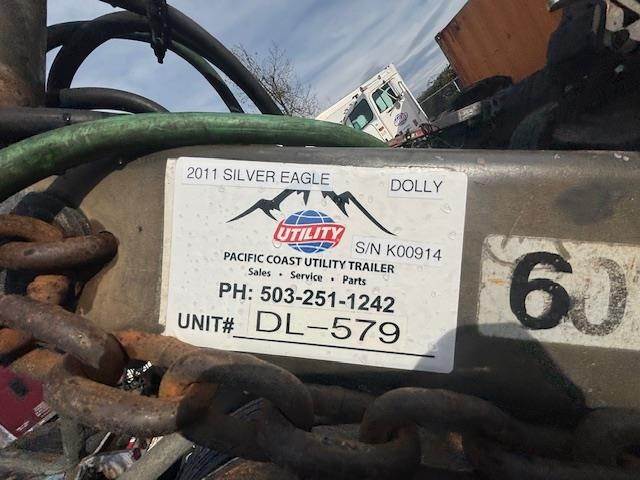 2011 SILVER EAGLE DOLLY
UTILITY
S/N K00914
PACIFIC COAST UTILITY TRAILER
Sales • Service • Parts
PH: 503-251-1242
UNIT# DL-579
60